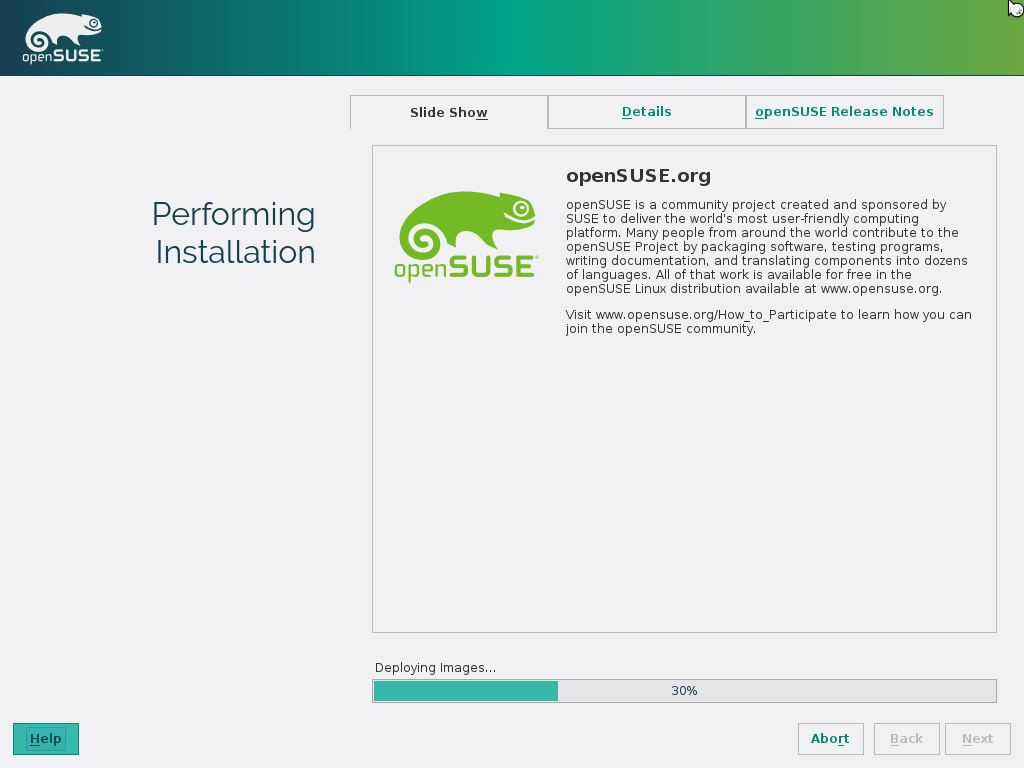 openSUSE
Slide Show
Details
openSUSE Release Notes
Performing
Installation
openSUSE
openSUSE.org
openSUSE is a community project created and sponsored by
SUSE to deliver the world's most user-friendly computing
platform. Many people from around the world contribute to the
openSUSE Project by packaging software, testing programs,
writing documentation, and translating components into dozens
of languages. All of that work is available for free in the
openSUSE Linux distribution available at www.opensuse.org.
Visit www.opensuse.org/How_to_Participate to learn how you can
join the openSUSE community.
Deploying Images...
30%
Help
Abort
Back
Next